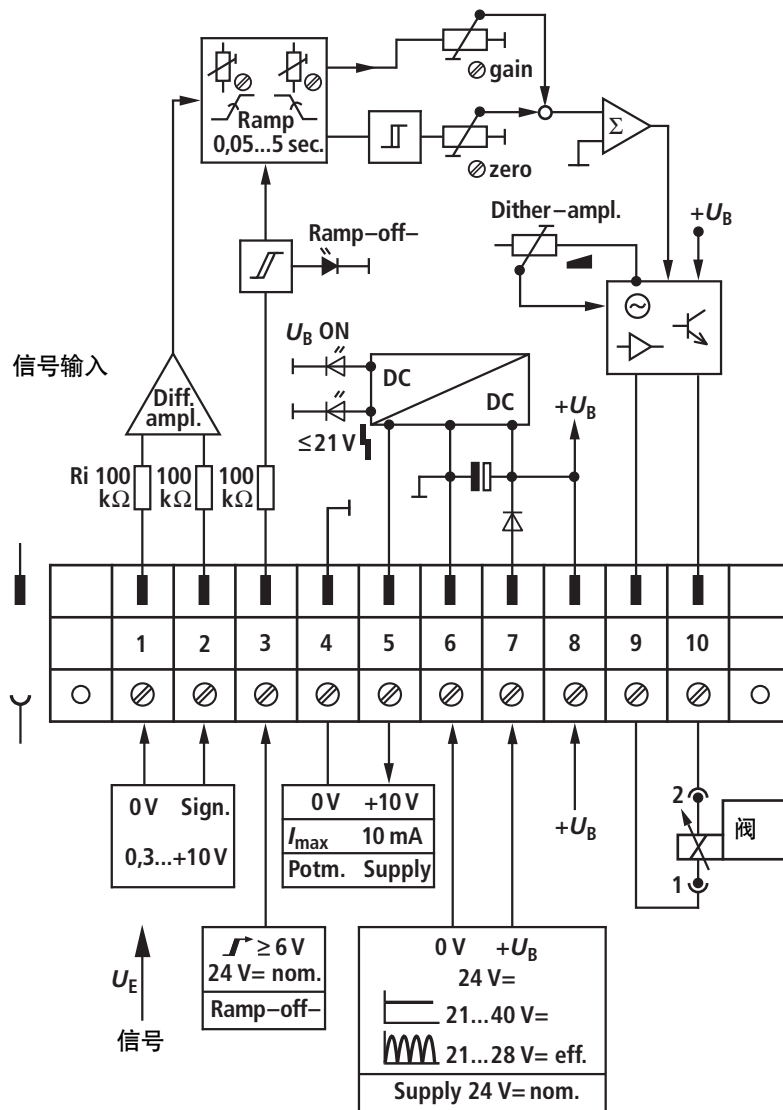 gain
Ramp
0,05...5 sec.
Σ
zero
Dither–ampl.
+UB
Ramp–off–
UB ON
信号输入
DC
DC
+UB
Diff.
ampl.
≤21 V
Ri 100 kΩ
100 kΩ
100 kΩ
1 2 3 4 5 6 7 8 9 10
0 V Sign.
0,3...+10 V
0 V +10 V
Imax 10 mA
Potm. Supply
+UB
2
阀
1
≥ 6 V
24 V= nom.
Ramp–off–
UE
信号
0 V +UB
24 V=
21...40 V=
21...28 V= eff.
Supply 24 V= nom.